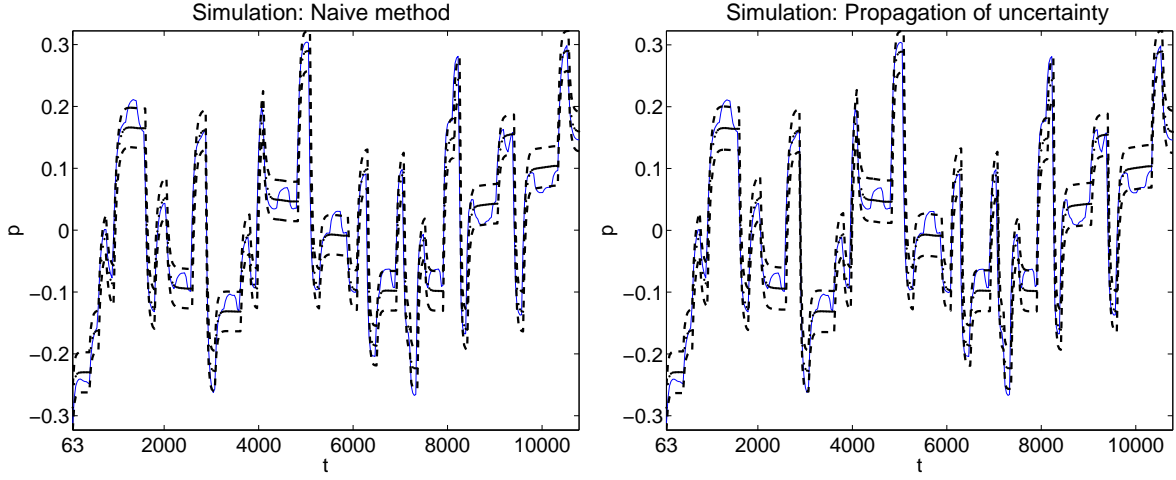 Simulation: Naive method
0.3
0.2
0.1
0
−0.1
−0.2
−0.3
p
63 2000 4000 6000 8000 10000
t
Simulation: Propagation of uncertainty
0.3
0.2
0.1
0
−0.1
−0.2
−0.3
p
63 2000 4000 6000 8000 10000
t